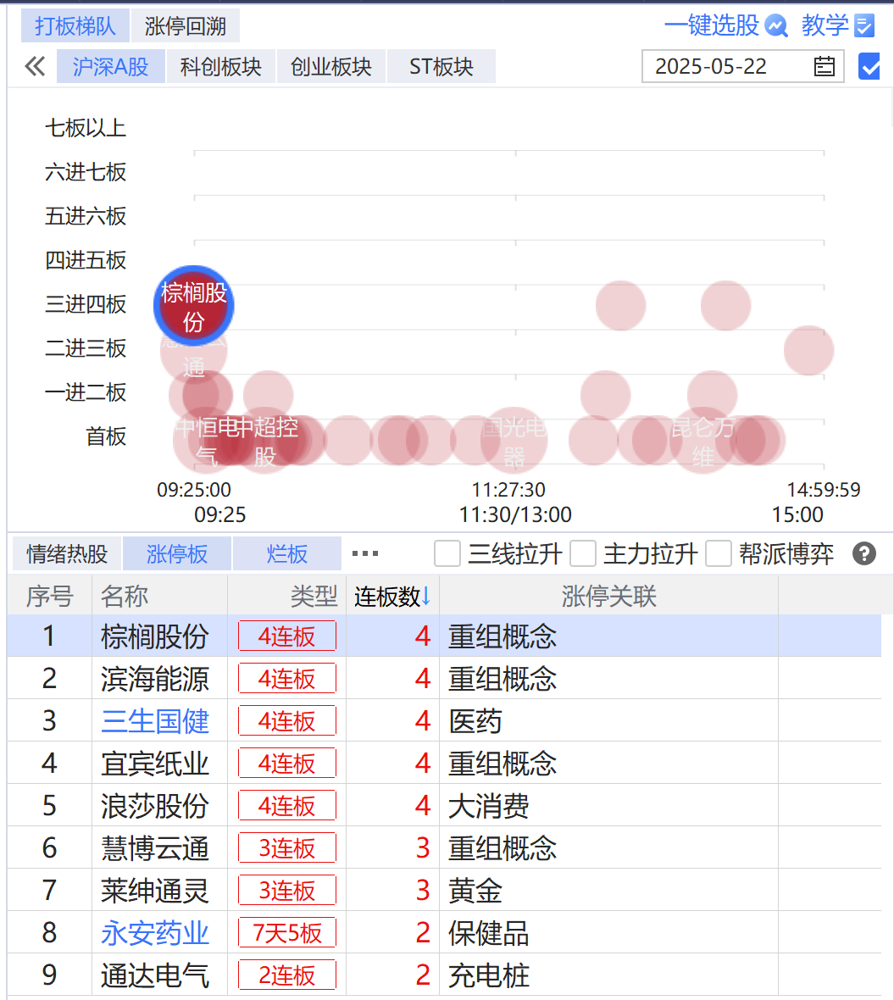 打板梯队 涨停回溯 一键选股 教学
沪深A股 科创板块 创业板块 ST板块 2025-05-22
七板以上
六进七板
五进六板
四进五板
三进四板
二进三板
一进二板
首板
棕榈股
份
通
中恒电
气
中超控
股
国光电
器
昆仑万
维
09:25:00 11:27:30 14:59:59
09:25 11:30/13:00 15:00
情绪热股 涨停板 烂板 ••• 三线拉升 主力拉升 帮派博弈 ?
序号 名称 类型 连板数↓ 涨停关联
1 棕榈股份 4连板 4 重组概念
2 滨海能源 4连板 4 重组概念
3 三生国健 4连板 4 医药
4 宜宾纸业 4连板 4 重组概念
5 浪莎股份 4连板 4 大消费
6 慧博云通 3连板 3 重组概念
7 莱绅通灵 3连板 3 黄金
8 永安药业 7天5板 2 保健品
9 通达电气 2连板 2 充电桩